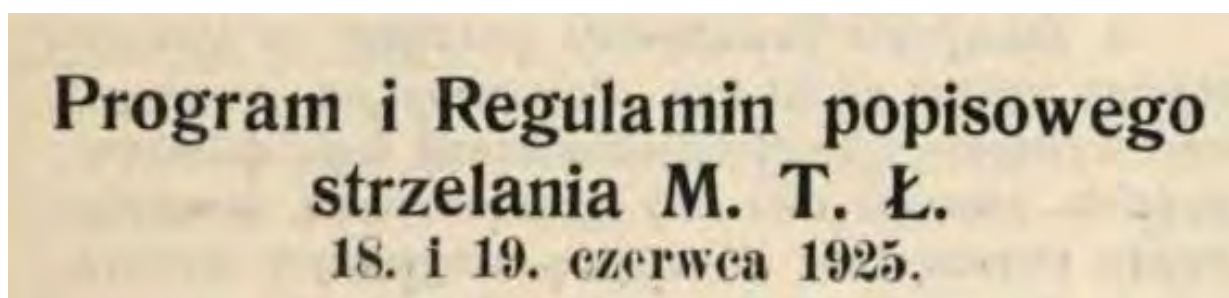 Program i Regulamin popisowego
strzelania M. T. Ł.
18. i 19. czerwca 1925.